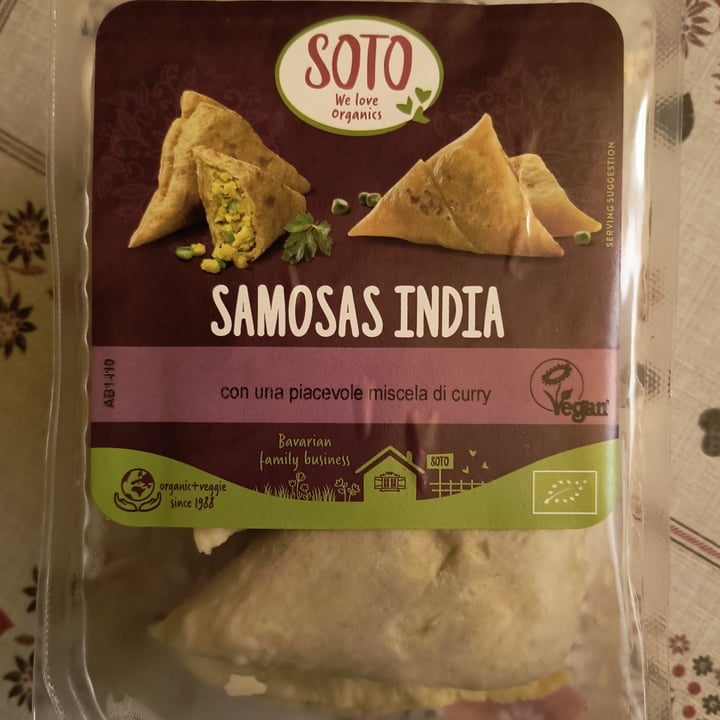 SOTO
We love
organics
SERVING SUGGESTION
SAMOSAS INDIA
AB1-I10
con una piacevole miscela di curry
Vegan
Bavarian
family business
SOTO
organic+veggie
since 1988